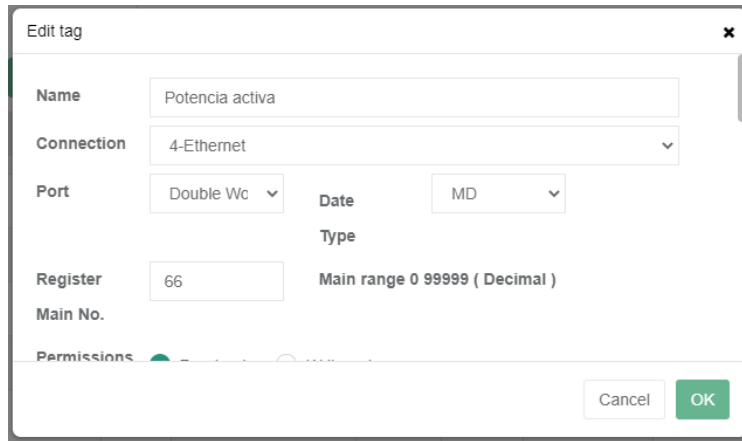 Edit tag
Name Potencia activa
Connection 4-Ethernet
Port Double Wo Date Type MD
Register Main No. 66 Main range 0 99999 ( Decimal )
Permissions
Cancel OK